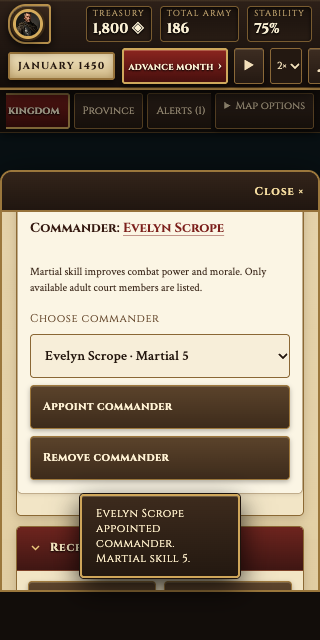 TREASURY
1,800 ◈
TOTAL ARMY
186
STABILITY
75%
JANUARY 1450
ADVANCE MONTH ›
▶
2×
KINGDOM
PROVINCE
ALERTS (1)
▶ MAP OPTIONS
CLOSE ×
COMMANDER: EVELYN SCROPE
Martial skill improves combat power and morale. Only
available adult court members are listed.
CHOOSE COMMANDER
Evelyn Scrope · Martial 5
APPOINT COMMANDER
REMOVE COMMANDER
EVELYN SCROPE
APPOINTED
COMMANDER.
MARTIAL SKILL 5.